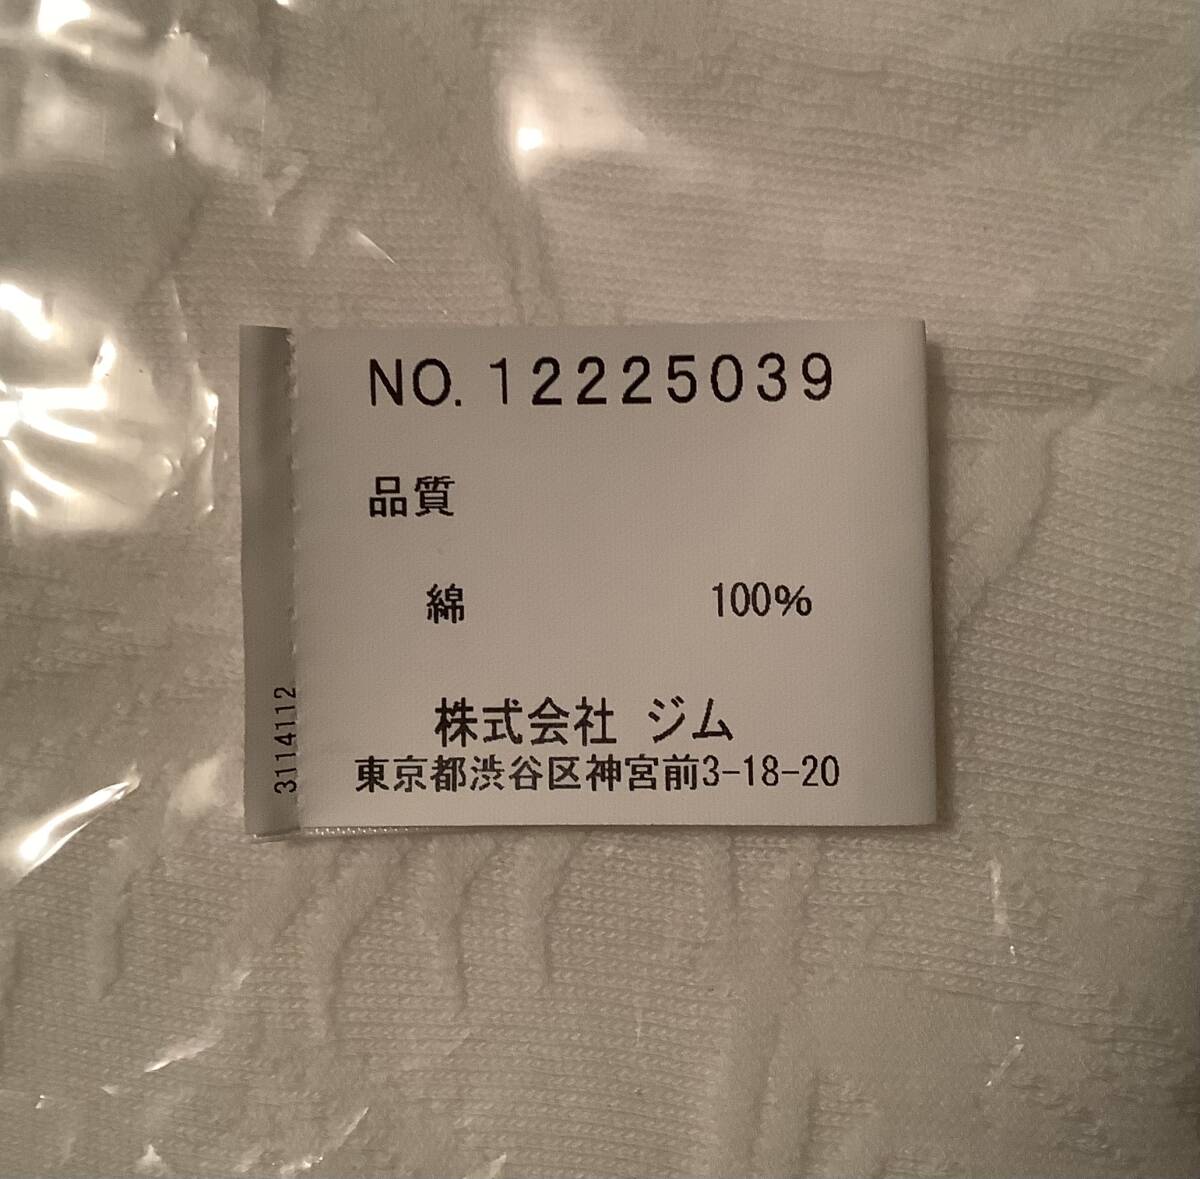 NO. 12225039
品質
綿 100%
株式会社 ジム
東京都渋谷区神宮前3-18-20
3114112